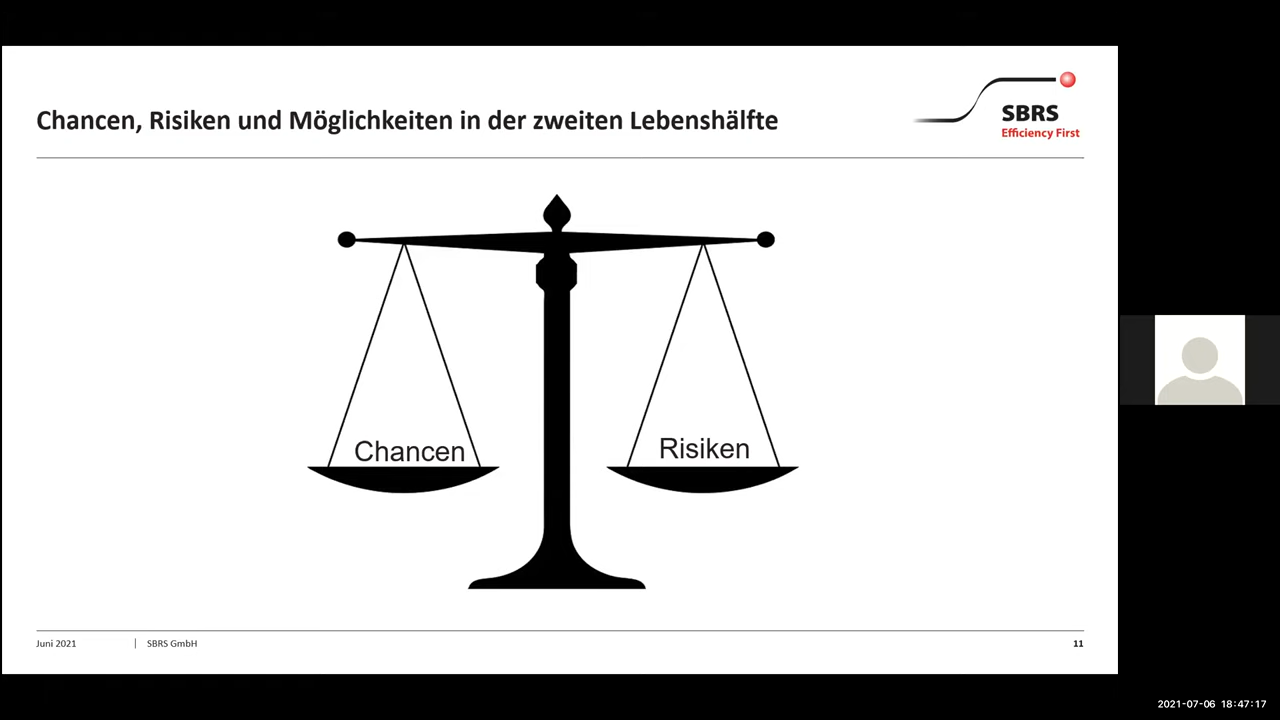 Chancen, Risiken und Möglichkeiten in der zweiten Lebenshälfte
SBRS
Efficiency First
Chancen
Risiken
Juni 2021 | SBRS GmbH 11
2021-07-06 18:47:17